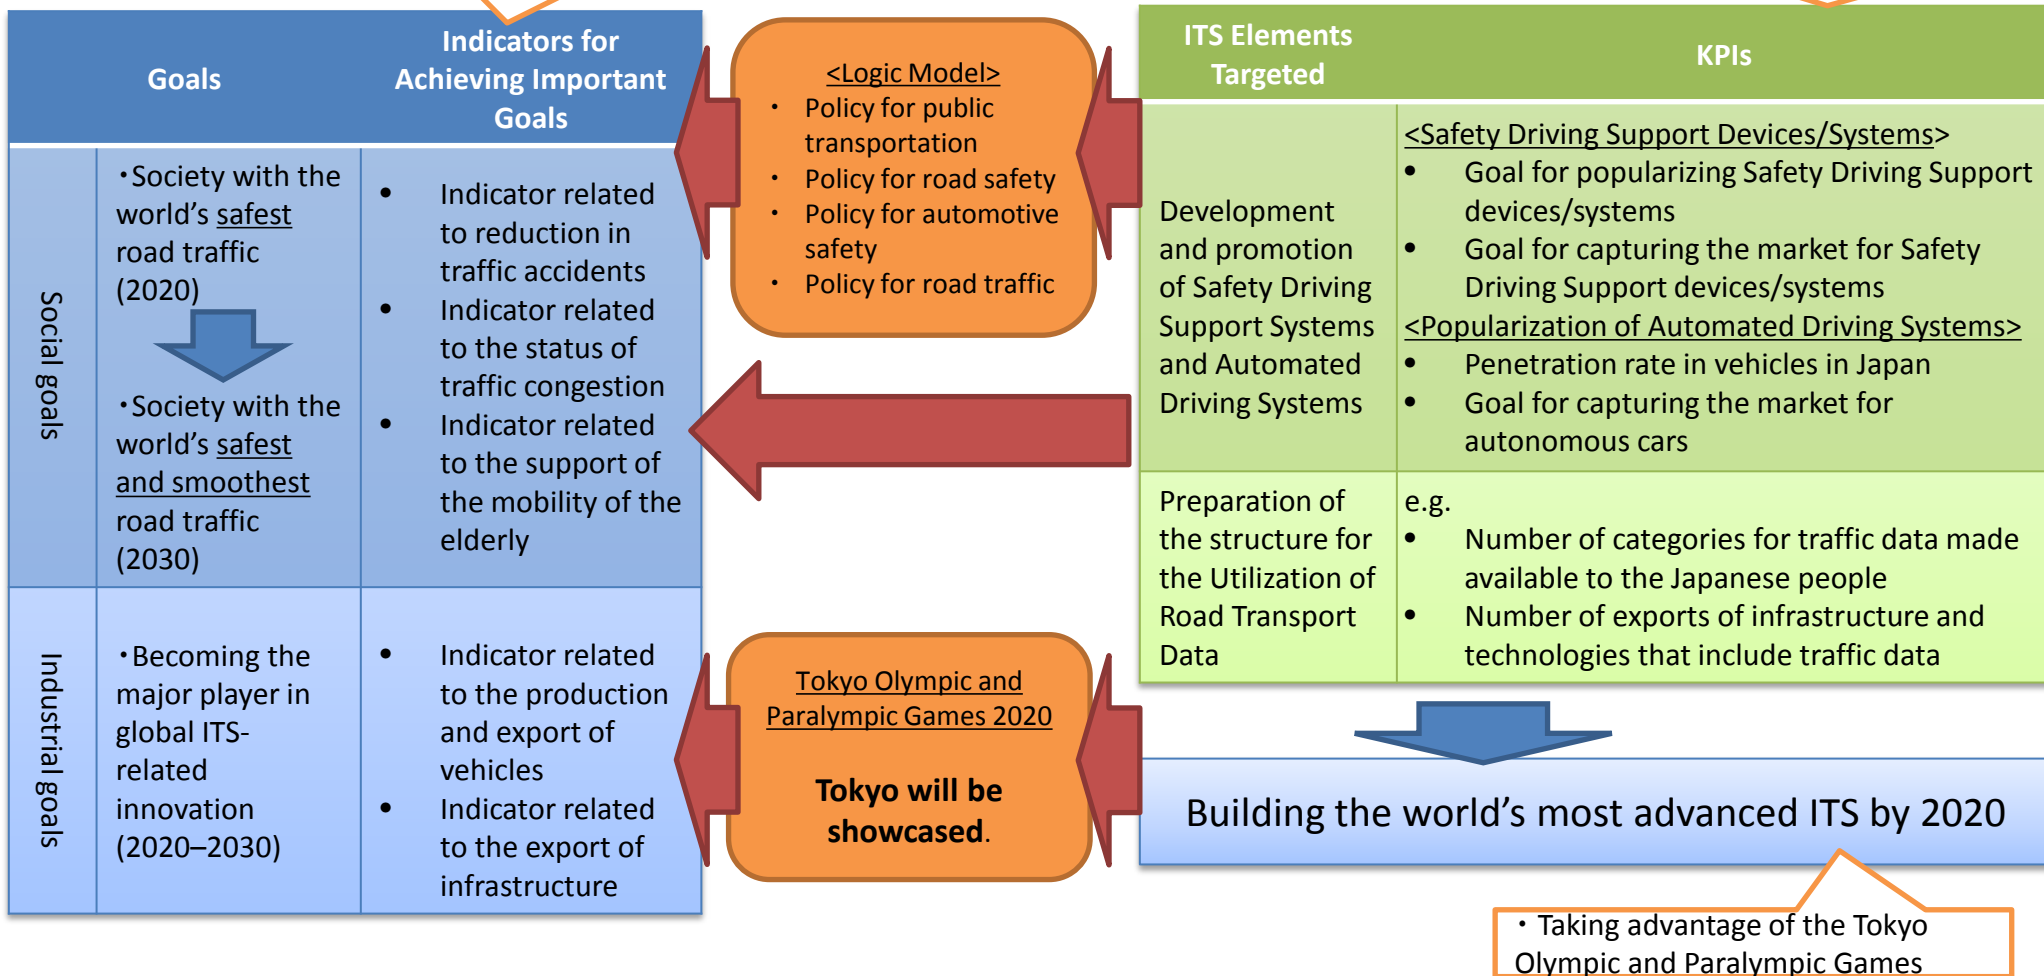 Goals
Indicators for
Achieving Important
Goals
Social goals
・Society with the
world’s safest
road traffic
(2020)
・Society with the
world’s safest
and smoothest
road traffic
(2030)
• Indicator related
to reduction in
traffic accidents
• Indicator related
to the status of
traffic congestion
• Indicator related
to the support of
the mobility of the
elderly
Industrial goals
・Becoming the
major player in
global ITS-
related
innovation
(2020–2030)
• Indicator related
to the production
and export of
vehicles
• Indicator related
to the export of
infrastructure
<Logic Model>
・ Policy for public
transportation
・ Policy for road safety
・ Policy for automotive
safety
・ Policy for road traffic
Tokyo Olympic and
Paralympic Games 2020
Tokyo will be
showcased.
ITS Elements
Targeted
KPIs
Development
and promotion
of Safety Driving
Support Systems
and Automated
Driving Systems
<Safety Driving Support Devices/Systems>
• Goal for popularizing Safety Driving Support
devices/systems
• Goal for capturing the market for Safety
Driving Support devices/systems
<Popularization of Automated Driving Systems>
• Penetration rate in vehicles in Japan
• Goal for capturing the market for
autonomous cars
Preparation of
the structure for
the Utilization of
Road Transport
Data
e.g.
• Number of categories for traffic data made
available to the Japanese people
• Number of exports of infrastructure and
technologies that include traffic data
Building the world’s most advanced ITS by 2020
・Taking advantage of the Tokyo
Olympic and Paralympic Games